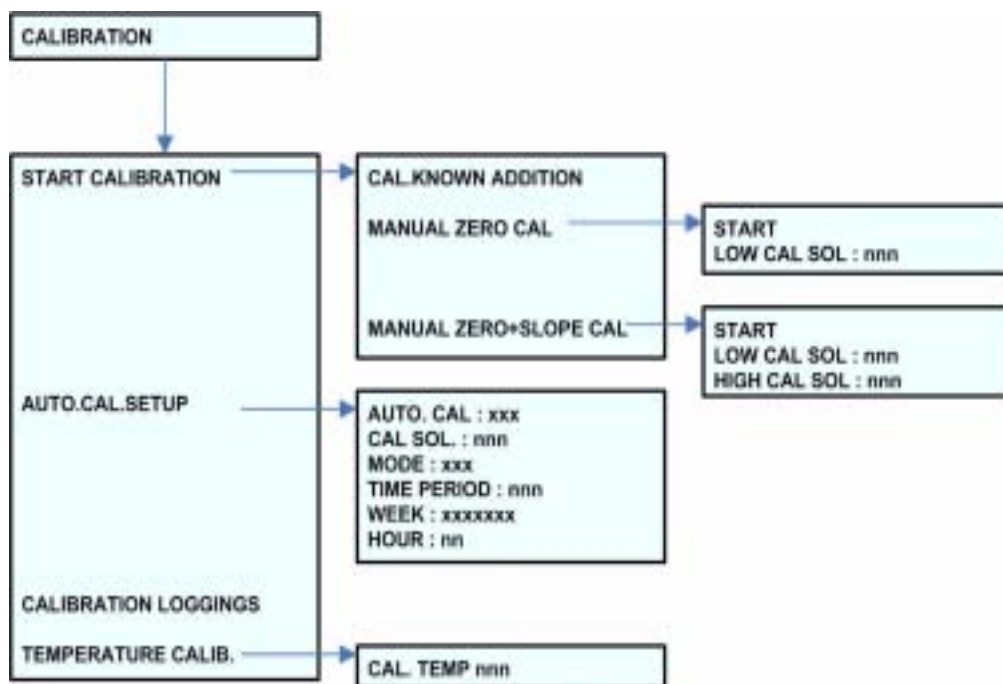 CALIBRATION
START CALIBRATION
CAL.KNOWN ADDITION
MANUAL ZERO CAL
START
LOW CAL SOL : nnn
MANUAL ZERO+SLOPE CAL
START
LOW CAL SOL : nnn
HIGH CAL SOL : nnn
AUTO.CAL.SETUP
AUTO. CAL : xxx
CAL SOL. : nnn
MODE : xxx
TIME PERIOD : nnn
WEEK : xxxxxxx
HOUR : nn
CALIBRATION LOGGINGS
TEMPERATURE CALIB.
CAL. TEMP nnn